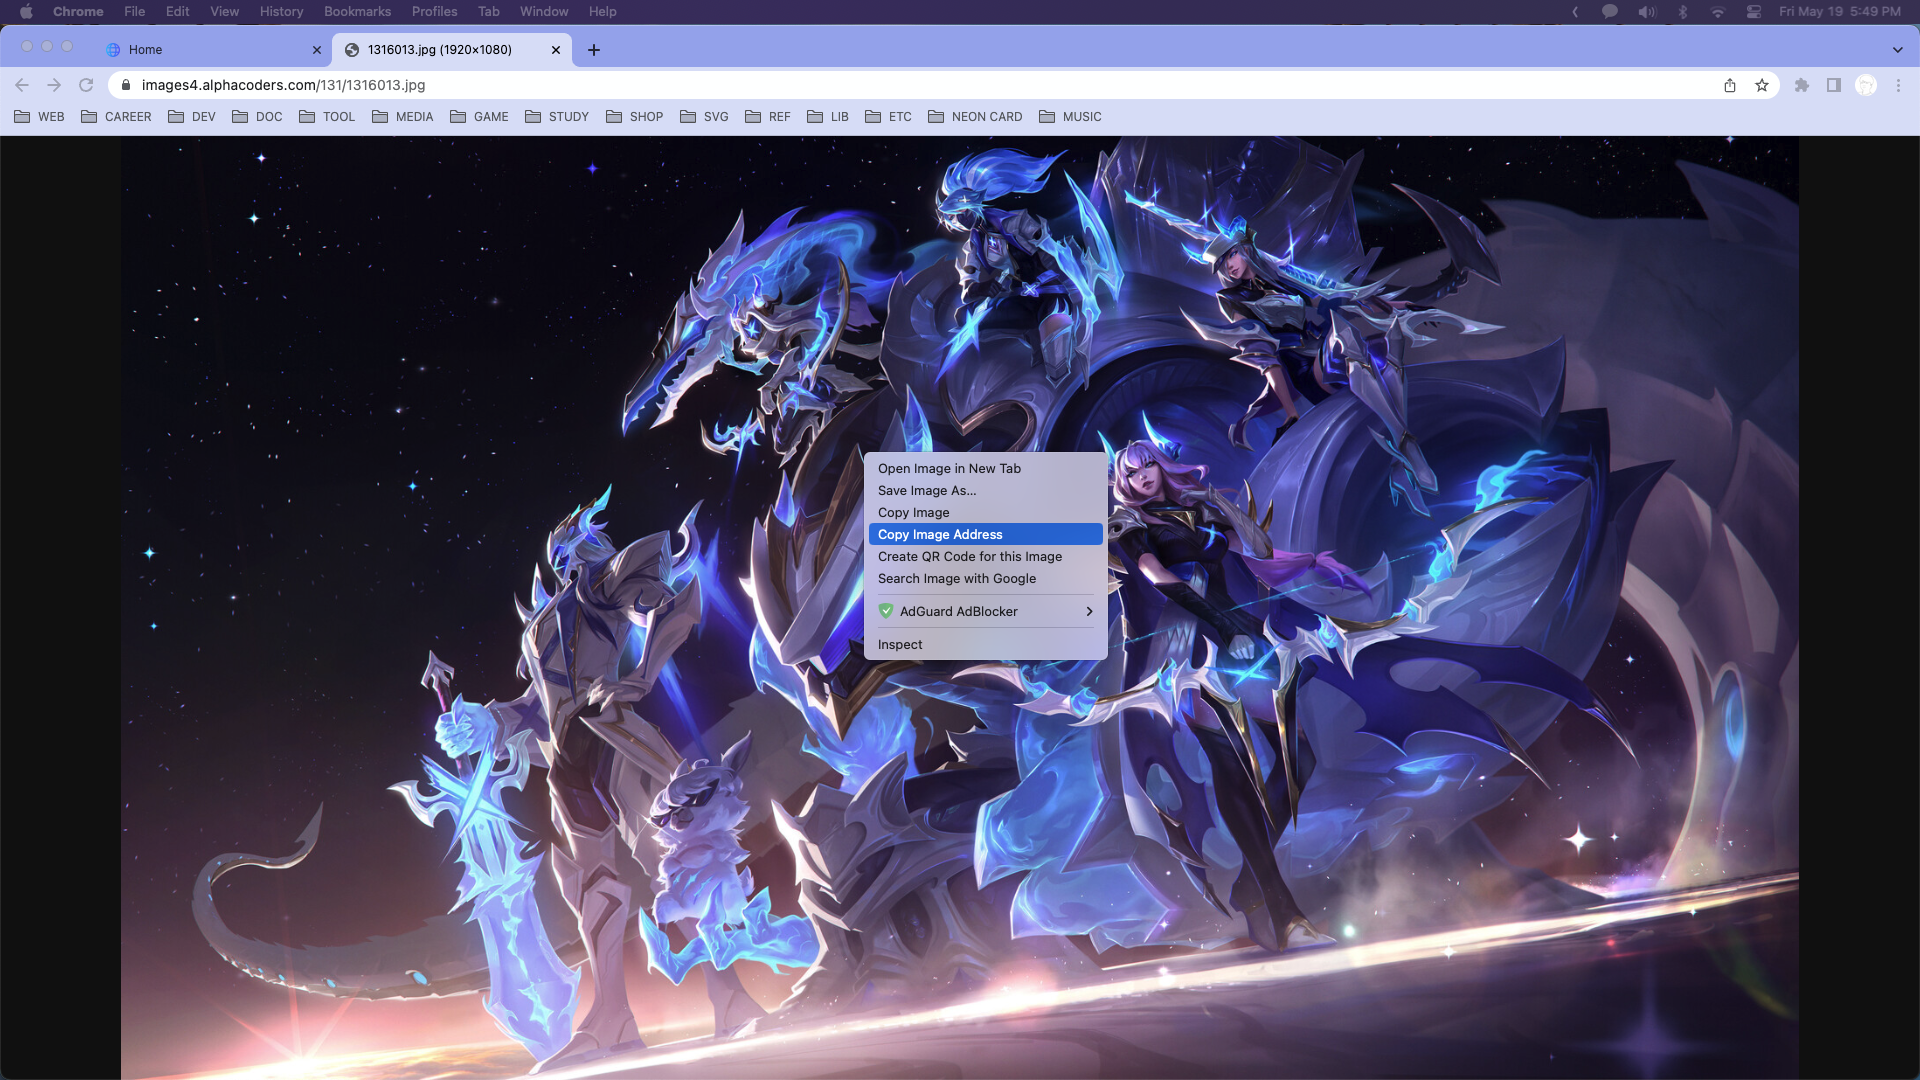 Chrome File Edit View History Bookmarks Profiles Tab Window Help Fri May 19 5:49 PM
Home 1316013.jpg (1920×1080)
images4.alphacoders.com/131/1316013.jpg
WEB CAREER DEV DOC TOOL MEDIA GAME STUDY SHOP SVG REF LIB ETC NEON CARD MUSIC
Open Image in New Tab
Save Image As...
Copy Image
Copy Image Address
Create QR Code for this Image
Search Image with Google
AdGuard AdBlocker
Inspect